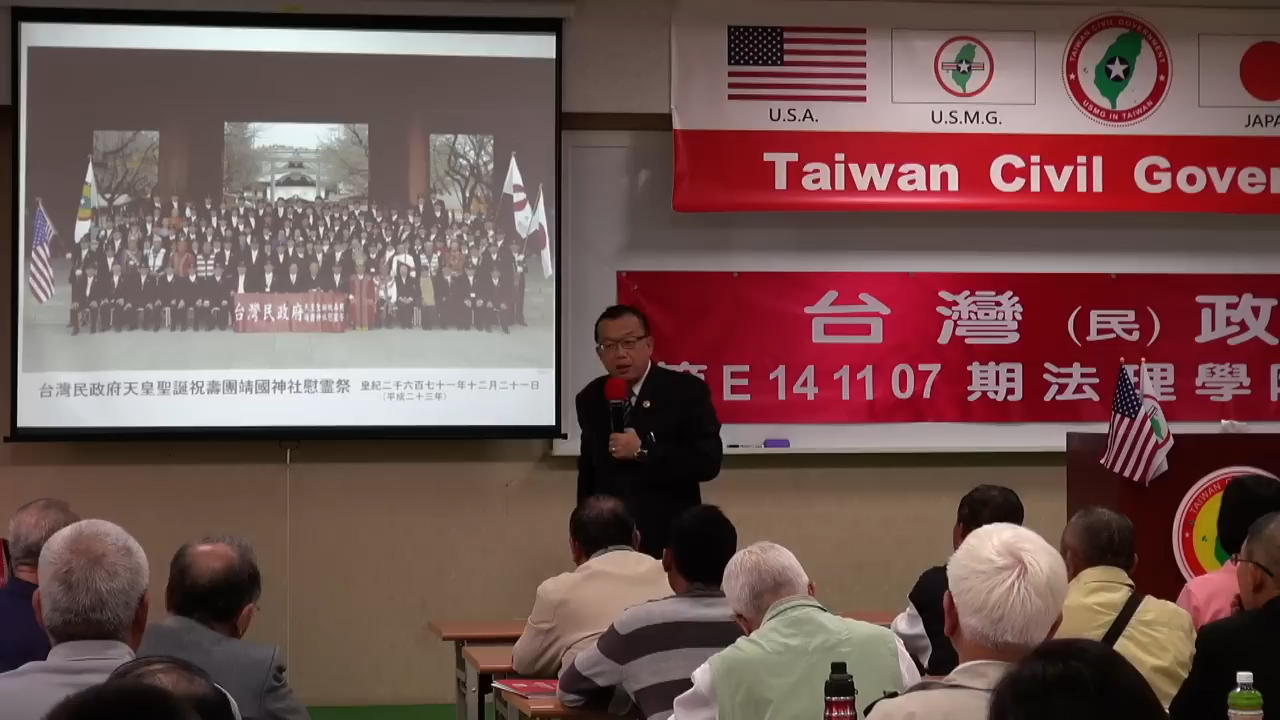 台灣民政府
台灣民政府天皇聖誕祝壽團靖國神社慰霊祭 皇紀二千六百七十一年十二月二十一日
(平成二十三年)
U.S.A.
U.S.M.G.
TAIWAN CIVIL GOVERNMENT
USMG IN TAIWAN
JAPA
Taiwan Civil Gover
台灣(民)政
E 14 11 07 期法理學